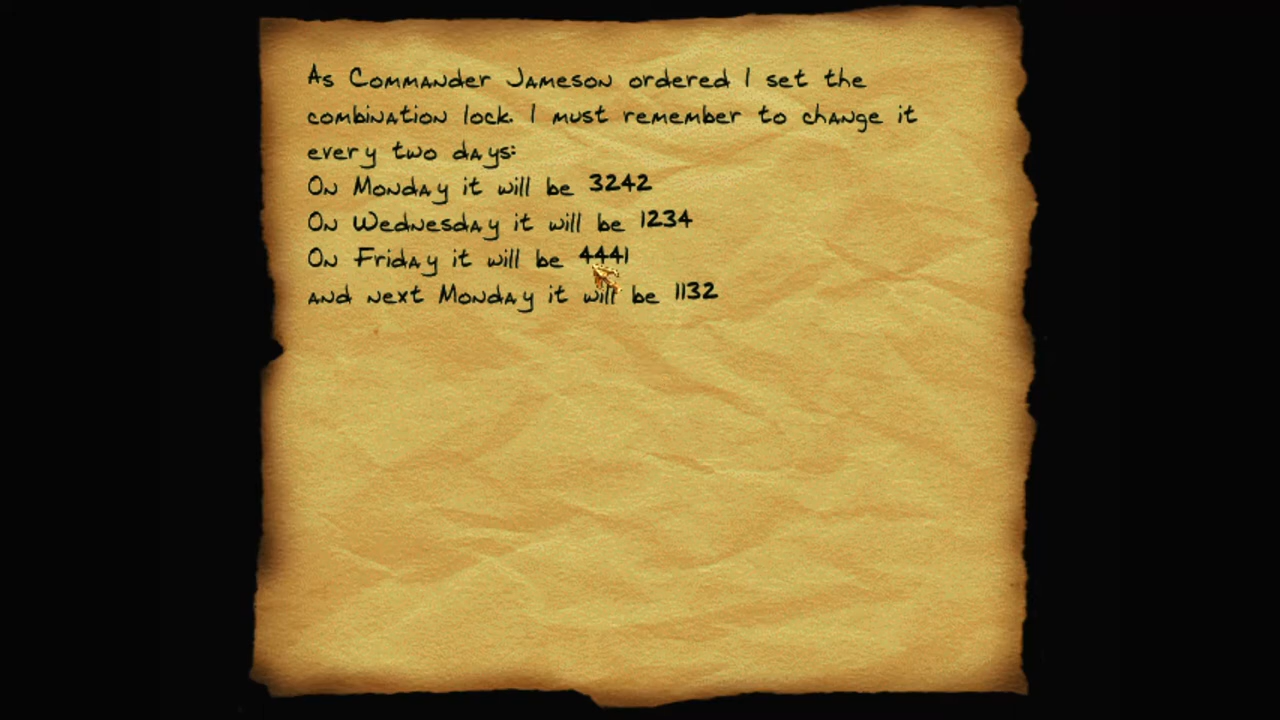 As Commander Jameson ordered I set the
combination lock. I must remember to change it
every two days:
On Monday it will be 3242
On Wednesday it will be 1234
On Friday it will be 4441
and next Monday it will be 1132